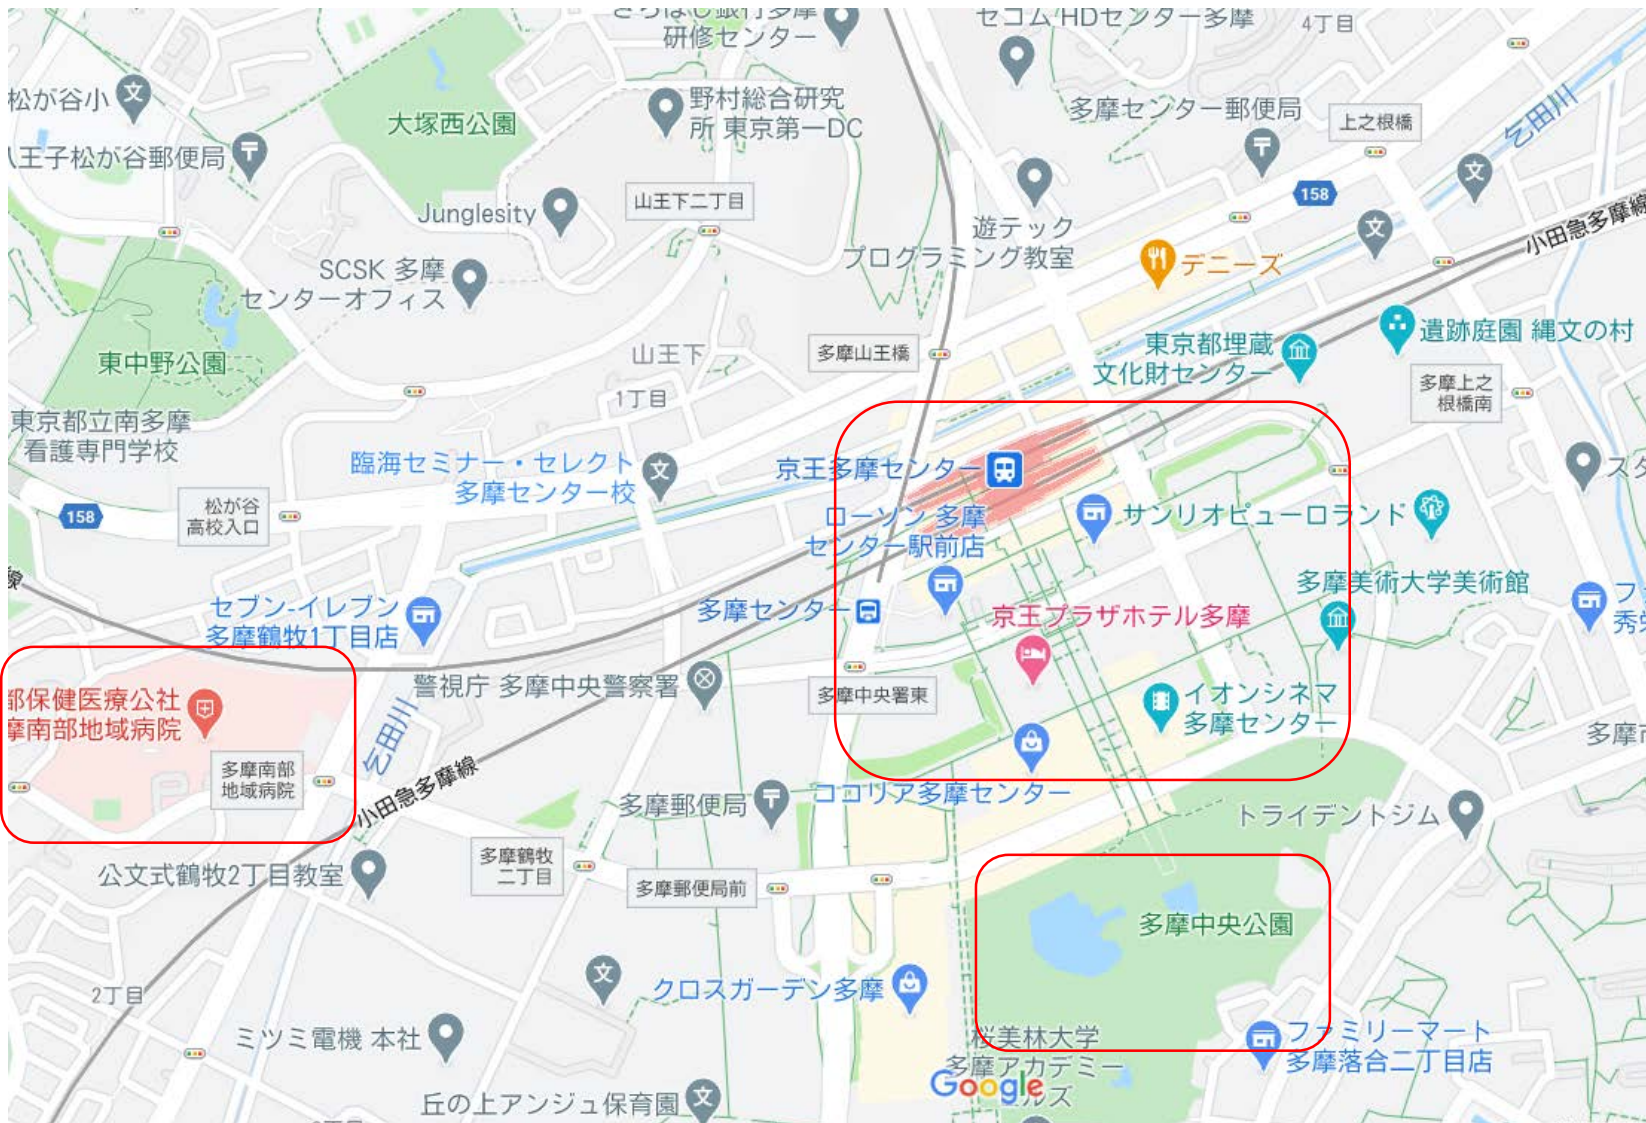 研修センター
セコム HDセンター多摩
4丁目
松が谷小
野村総合研究
所 東京第一DC
多摩センター郵便局
上之根橋
乞田川
大塚西公園
王子松が谷郵便局
158
Junglesity
山王下二丁目
遊テック
プログラミング教室
デニーズ
小田急多摩線
SCSK 多摩
センターオフィス
東中野公園
山王下
1丁目
多摩山王橋
東京都埋蔵
文化財センター
遺跡庭園 縄文の村
多摩上之
根橋南
東京都立南多摩
看護専門学校
臨海セミナー・セレクト
多摩センター校
京王多摩センター
158
松が谷
高校入口
ローソン 多摩
センター駅前店
サンリオピューロランド
スタ
線
セブン-イレブン
多摩鶴牧1丁目店
多摩センター
京王プラザホテル多摩
多摩美術大学美術館
都保健医療公社
摩南部地域病院
警視庁 多摩中央警察署
多摩中央署東
イオンシネマ
多摩センター
多摩南部
地域病院
乞田川
小田急多摩線
多摩郵便局
ココリア多摩センター
トライデントジム
公文式鶴牧2丁目教室
多摩鶴牧
二丁目
多摩郵便局前
多摩中央公園
2丁目
クロスガーデン多摩
ミツミ電機 本社
桜美林大学
多摩アカデミー
ルズ
ファミリーマート
多摩落合二丁目店
丘の上アンジュ保育園
Google